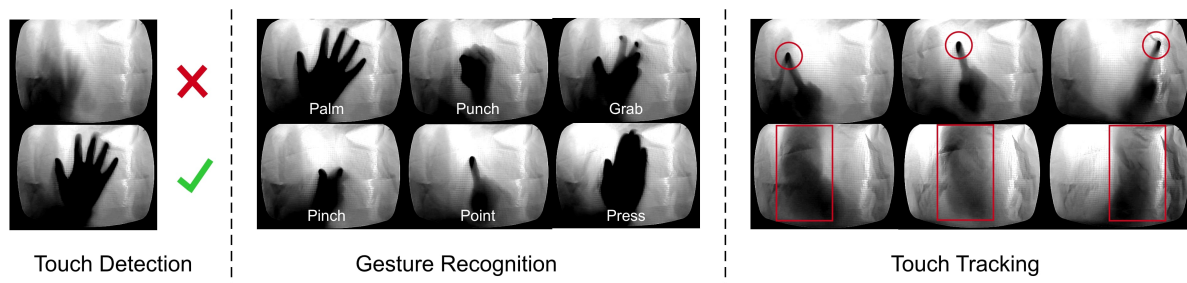 Palm
Punch
Grab
Pinch
Point
Press
Touch Detection
Gesture Recognition
Touch Tracking